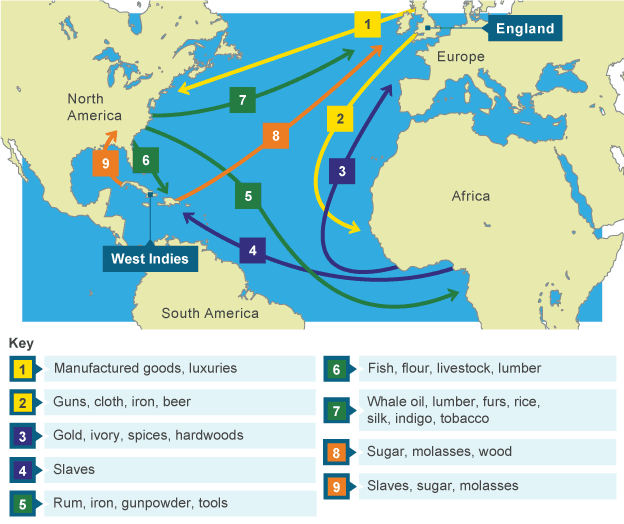 1
England
Europe
7
North
America
2
8
9
6
3
5
Africa
4
West Indies
South America
Key
1 Manufactured goods, luxuries
2 Guns, cloth, iron, beer
3 Gold, ivory, spices, hardwoods
4 Slaves
5 Rum, iron, gunpowder, tools
6 Fish, flour, livestock, lumber
7 Whale oil, lumber, furs, rice,
silk, indigo, tobacco
8 Sugar, molasses, wood
9 Slaves, sugar, molasses